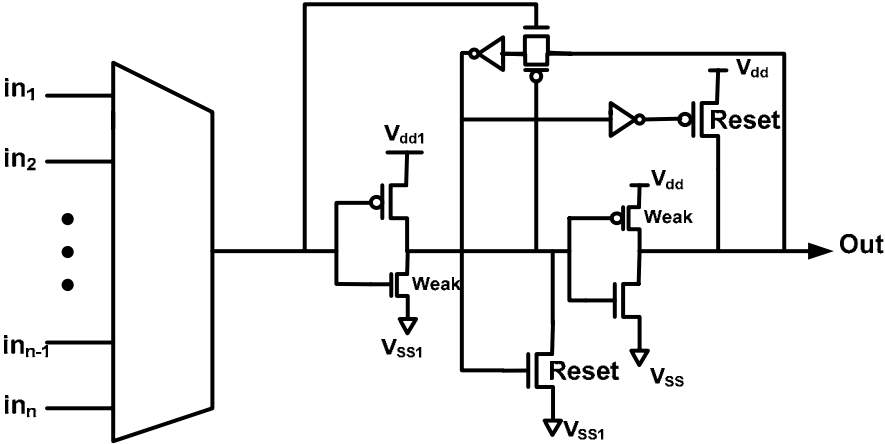 in1
in2
inn-1
inn
Vdd1
Weak
VSS1
Vdd
Reset
Vdd
Weak
VSS
Reset
VSS1
Out